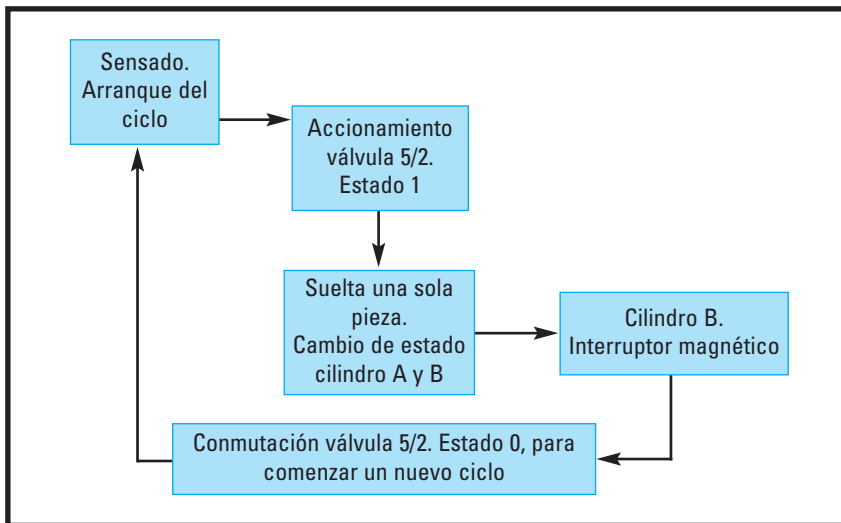 Sensado.
Arranque del
ciclo
Accionamiento
válvula 5/2.
Estado 1
Suelta una sola
pieza.
Cambio de estado
cilindro A y B
Cilindro B.
Interruptor magnético
Conmutación válvula 5/2. Estado 0, para
comenzar un nuevo ciclo